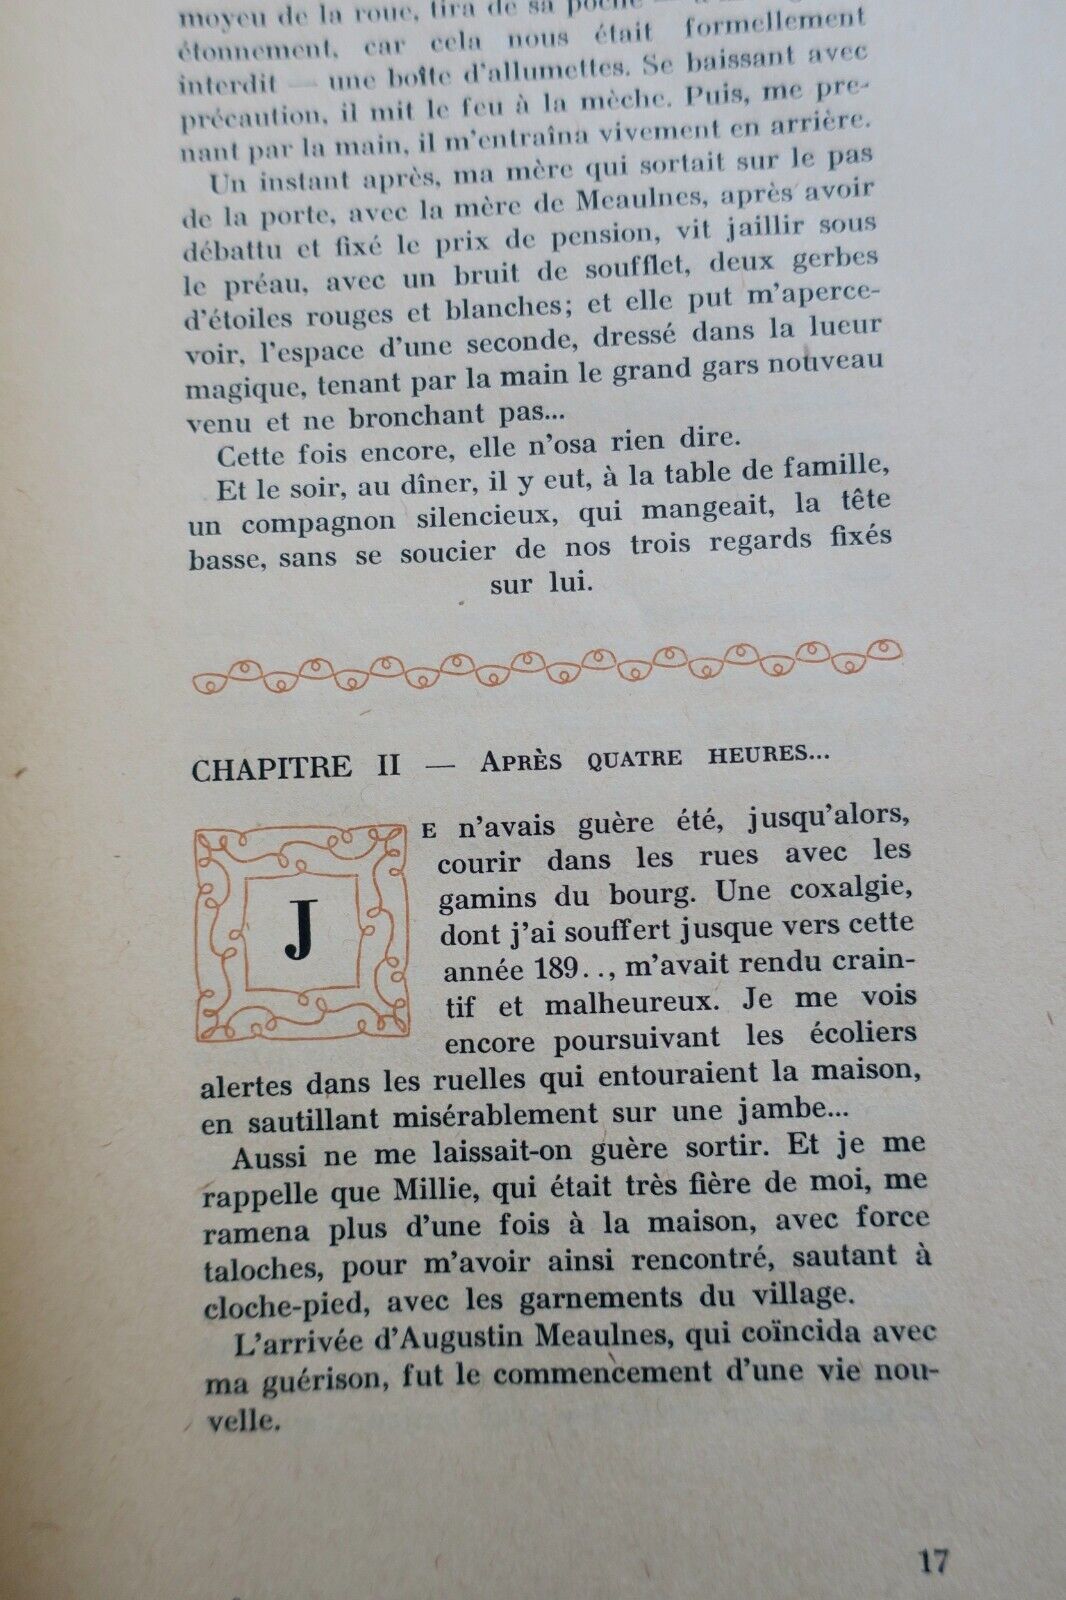 moyeu de la roue, tira de sa poche —
étonnement, car cela nous était formellement
interdit — une boîte d'allumettes. Se baissant avec
précaution, il mit le feu à la mèche. Puis, me pre-
nant par la main, il m'entraîna vivement en arrière.
Un instant après, ma mère qui sortait sur le pas
de la porte, avec la mère de Meaulnes, après avoir
débattu et fixé le prix de pension, vit jaillir sous
le préau, avec un bruit de soufflet, deux gerbes
d'étoiles rouges et blanches; et elle put m'aperce-
voir, l'espace d'une seconde, dressé dans la lueur
magique, tenant par la main le grand gars nouveau
venu et ne bronchant pas...
Cette fois encore, elle n'osa rien dire.
Et le soir, au dîner, il y eut, à la table de famille,
un compagnon silencieux, qui mangeait, la tête
basse, sans se soucier de nos trois regards fixés
sur lui.
CHAPITRE II — APRÈS QUATRE HEURES...
JE n'avais guère été, jusqu'alors,
courir dans les rues avec les
gamins du bourg. Une coxalgie,
dont j'ai souffert jusque vers cette
année 189.., m'avait rendu crain-
tif et malheureux. Je me vois
encore poursuivant les écoliers
alertes dans les ruelles qui entouraient la maison,
en sautillant misérablement sur une jambe...
Aussi ne me laissait-on guère sortir. Et je me
rappelle que Millie, qui était très fière de moi, me
ramena plus d'une fois à la maison, avec force
taloches, pour m'avoir ainsi rencontré, sautant à
cloche-pied, avec les garnements du village.
L'arrivée d'Augustin Meaulnes, qui coïncida avec
ma guérison, fut le commencement d'une vie nou-
velle.
17